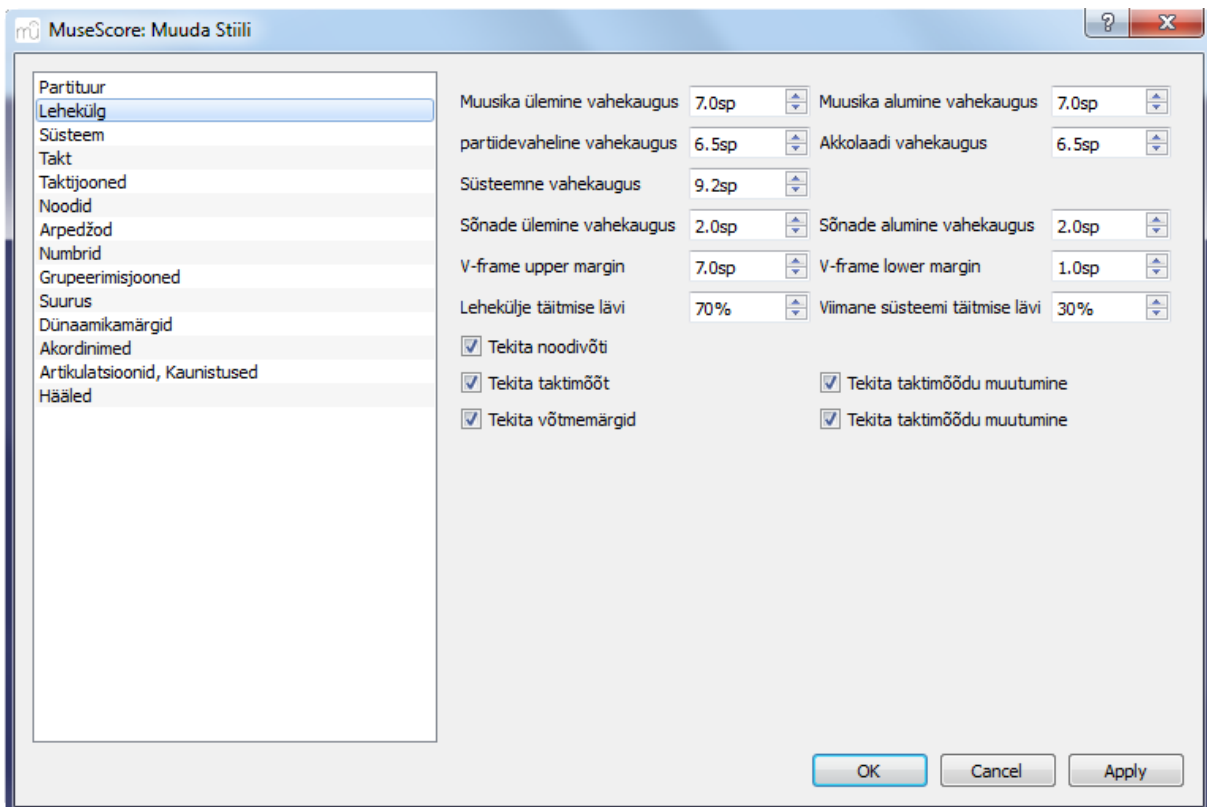 MuseScore: Muuda Stiili
Partituur
Lehekülg
Süsteem
Takt
Taktijooned
Noodid
Arpedžod
Numbrid
Grupeerimisjooned
Suurus
Dünaamikamärgid
Akordinimed
Artikulatsioonid, Kaunistused
Hääled
Muusika ülemine vahekaugus 7.0sp Muusika alumine vahekaugus 7.0sp
partiidevaheline vahekaugus 6.5sp Akkolaadi vahekaugus 6.5sp
Süsteemne vahekaugus 9.2sp
Sõnade ülemine vahekaugus 2.0sp Sõnade alumine vahekaugus 2.0sp
V-frame upper margin 7.0sp V-frame lower margin 1.0sp
Lehekülje täitmise lävi 70% Viimane süsteemi täitmise lävi 30%
Tekita noodivõti
Tekita taktimõõt Tekita taktimõõdu muutumine
Tekita võtmemärgid Tekita taktimõõdu muutumine
OK Cancel Apply